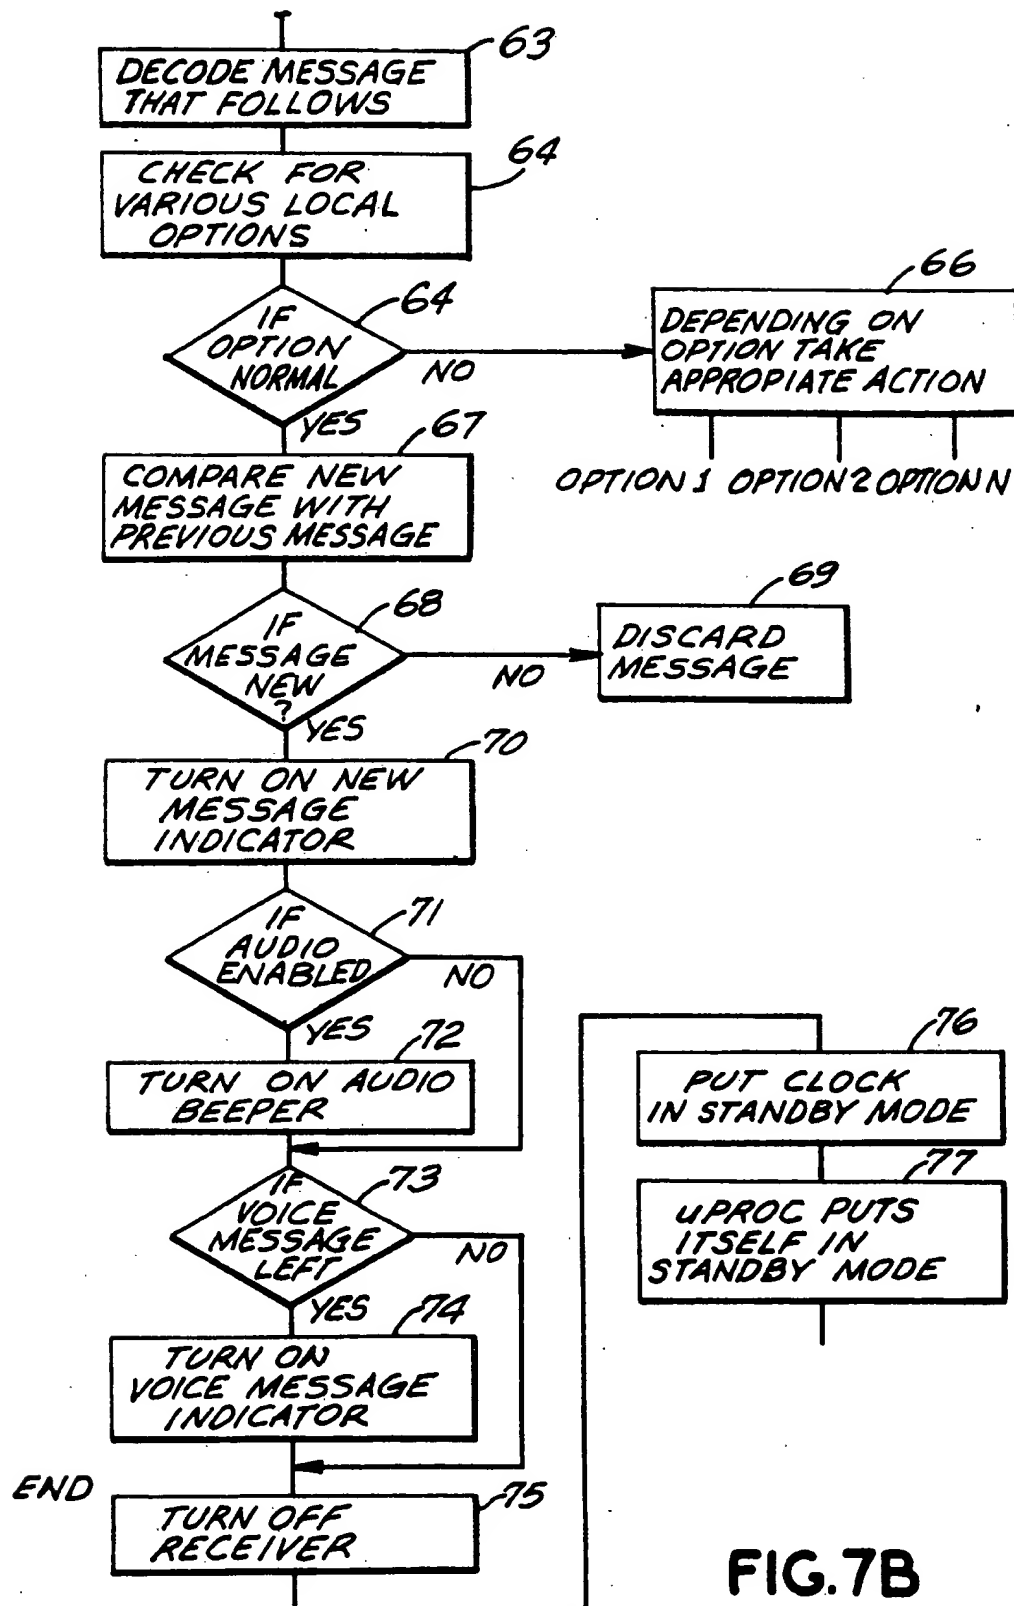 63
DECODE MESSAGE
THAT FOLLOWS
64
CHECK FOR
VARIOUS LOCAL
OPTIONS
64
IF
OPTION
NORMAL
NO
YES
66
DEPENDING ON
OPTION TAKE
APPROPIATE ACTION
OPTION 1 OPTION 2 OPTION N
67
COMPARE NEW
MESSAGE WITH
PREVIOUS MESSAGE
68
IF
MESSAGE
NEW
?
NO
YES
69
DISCARD
MESSAGE
70
TURN ON NEW
MESSAGE
INDICATOR
71
IF
AUDIO
ENABLED
NO
YES
72
TURN ON AUDIO
BEEPER
73
IF
VOICE
MESSAGE
LEFT
NO
YES
74
TURN ON
VOICE MESSAGE
INDICATOR
END
75
TURN OFF
RECEIVER
76
PUT CLOCK
IN STANDBY MODE
77
uPROC PUTS
ITSELF IN
STANDBY MODE
FIG. 7B